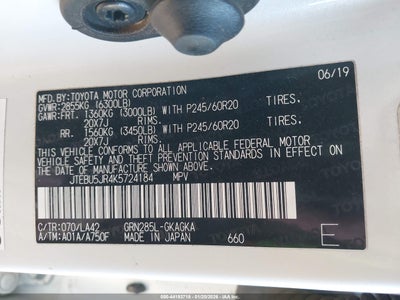 06/19
MFD.BY:TOYOTA MOTOR CORPORATION
GVWR:2855KG (6300LB)
GAWR:FRT. 1360KG (3000LB) WITH P245/60R20 TIRES,
20X7J RIMS.
RR. 1560KG (3450LB) WITH P245/60R20 TIRES,
20X7J RIMS.
THIS VEHICLE CONFORMS TO ALL APPLICABLE FEDERAL MOTOR
VEHICLE SAFETY AND THEFT PREVENTION STANDARDS IN
EFFECT ON THE DATE OF MANUFACTURE SHOWN ABOVE.
JTEBU5JR4K5724184 MPV
C/TR:070/LA42 GRN285L-GKAGKA
A/TM:A01A/A750F MADE IN JAPAN 660 E